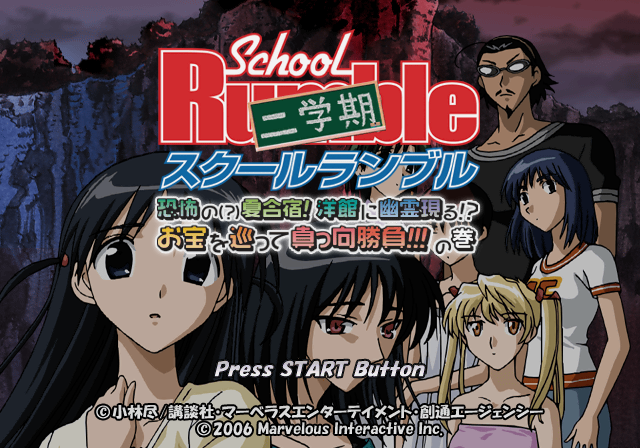 School
Rumble
二学期
スクールランブル
恐怖の(?)夏合宿!洋館に幽霊現る!?
お宝を巡って真っ向勝負!!!の巻
Press START Button
©小林尽/講談社・マーベラスエンターテイメント・創通エージェンシー
©2006 Marvelous Interactive Inc.